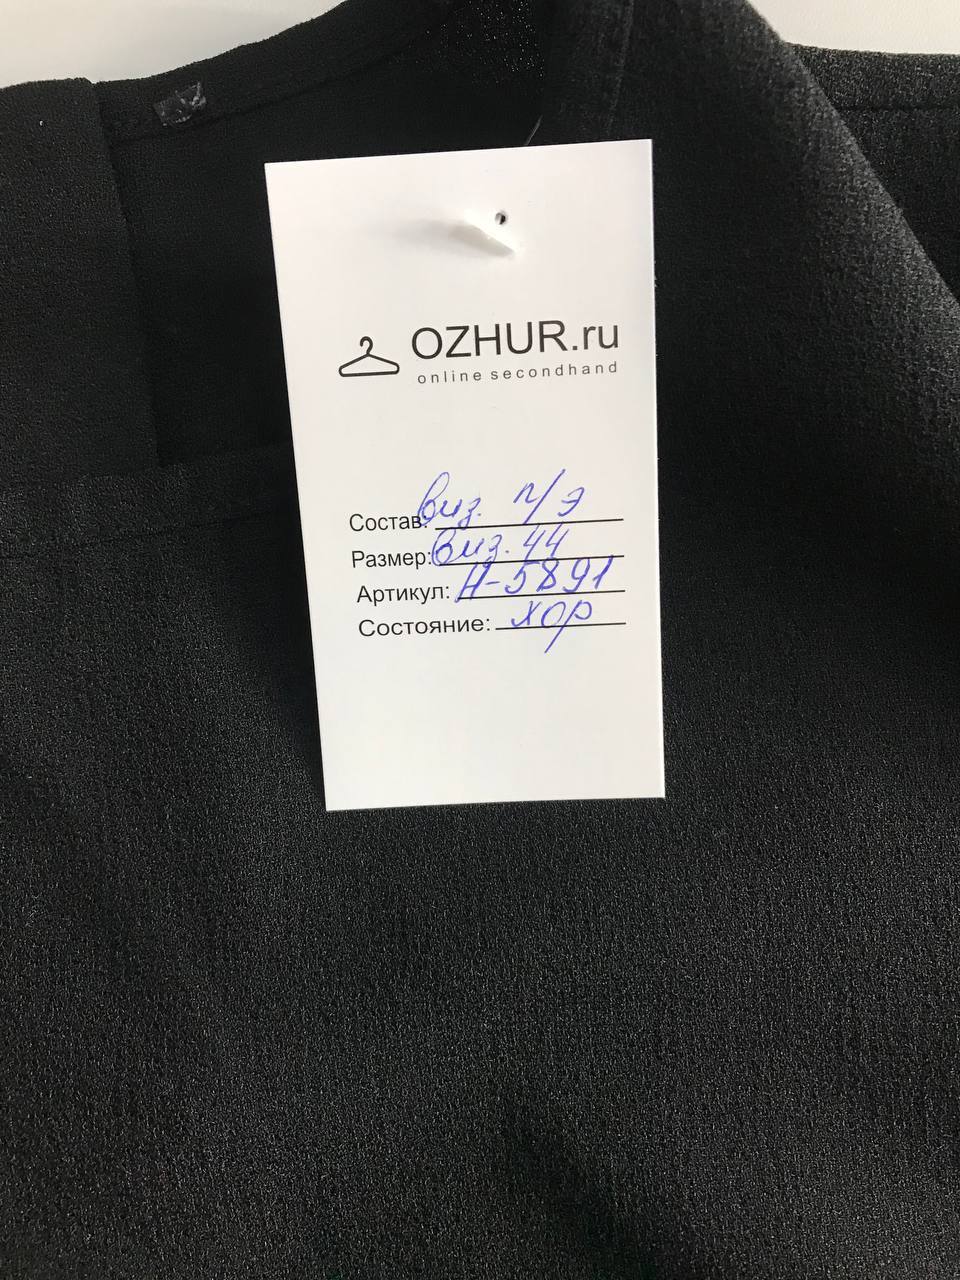 OZHUR.ru
online secondhand
Состав: виз. п/э
Размер: виз. 44
Артикул: Н-5891
Состояние: хор